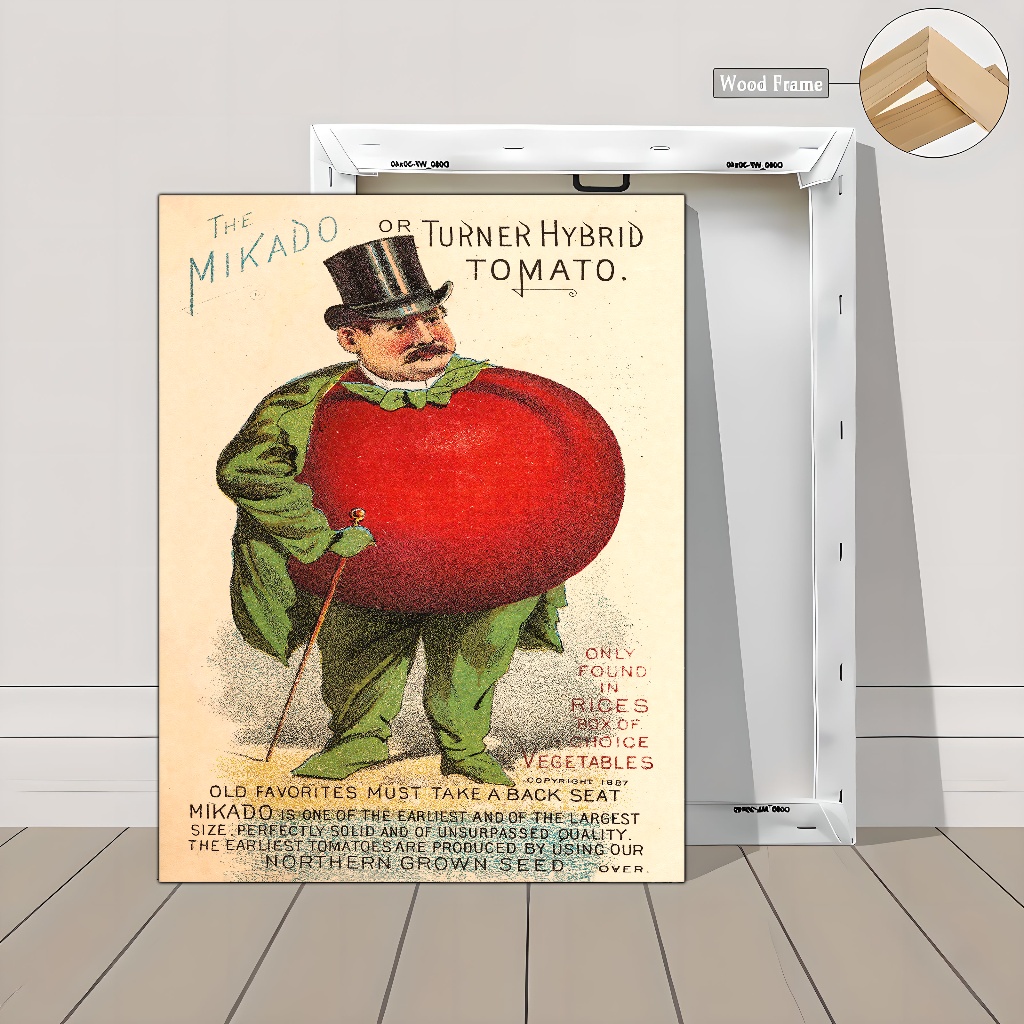 Wood Frame
THE
MIKADO
OR TURNER HYBRID
TOMATO.
ONLY
FOUND
IN
RICES
BOX OF
CHOICE
VEGETABLES
COPYRIGHT 1887
OLD FAVORITES MUST TAKE A BACK SEAT
MIKADO IS ONE OF THE EARLIEST AND OF THE LARGEST
SIZE, PERFECTLY SOLID AND OF UNSURPASSED QUALITY.
THE EARLIEST TOMATOES ARE PRODUCED BY USING OUR
NORTHERN GROWN SEED
OVER.